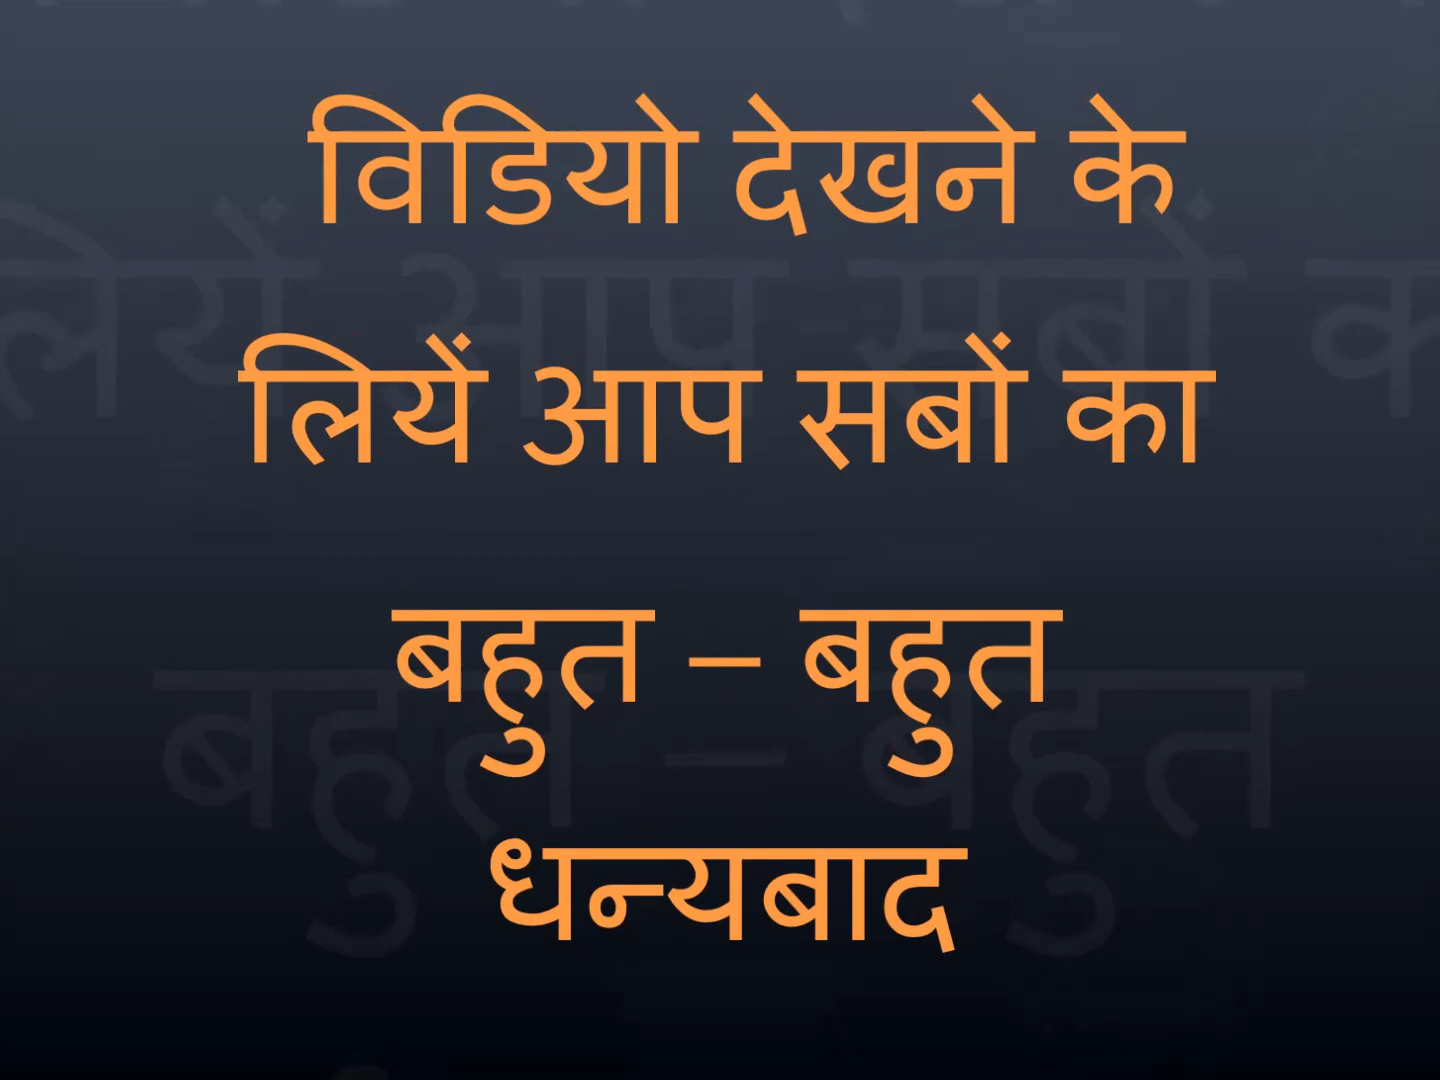 विडियो देखने के
लियें आप सबों का
बहुत – बहुत
धन्यबाद